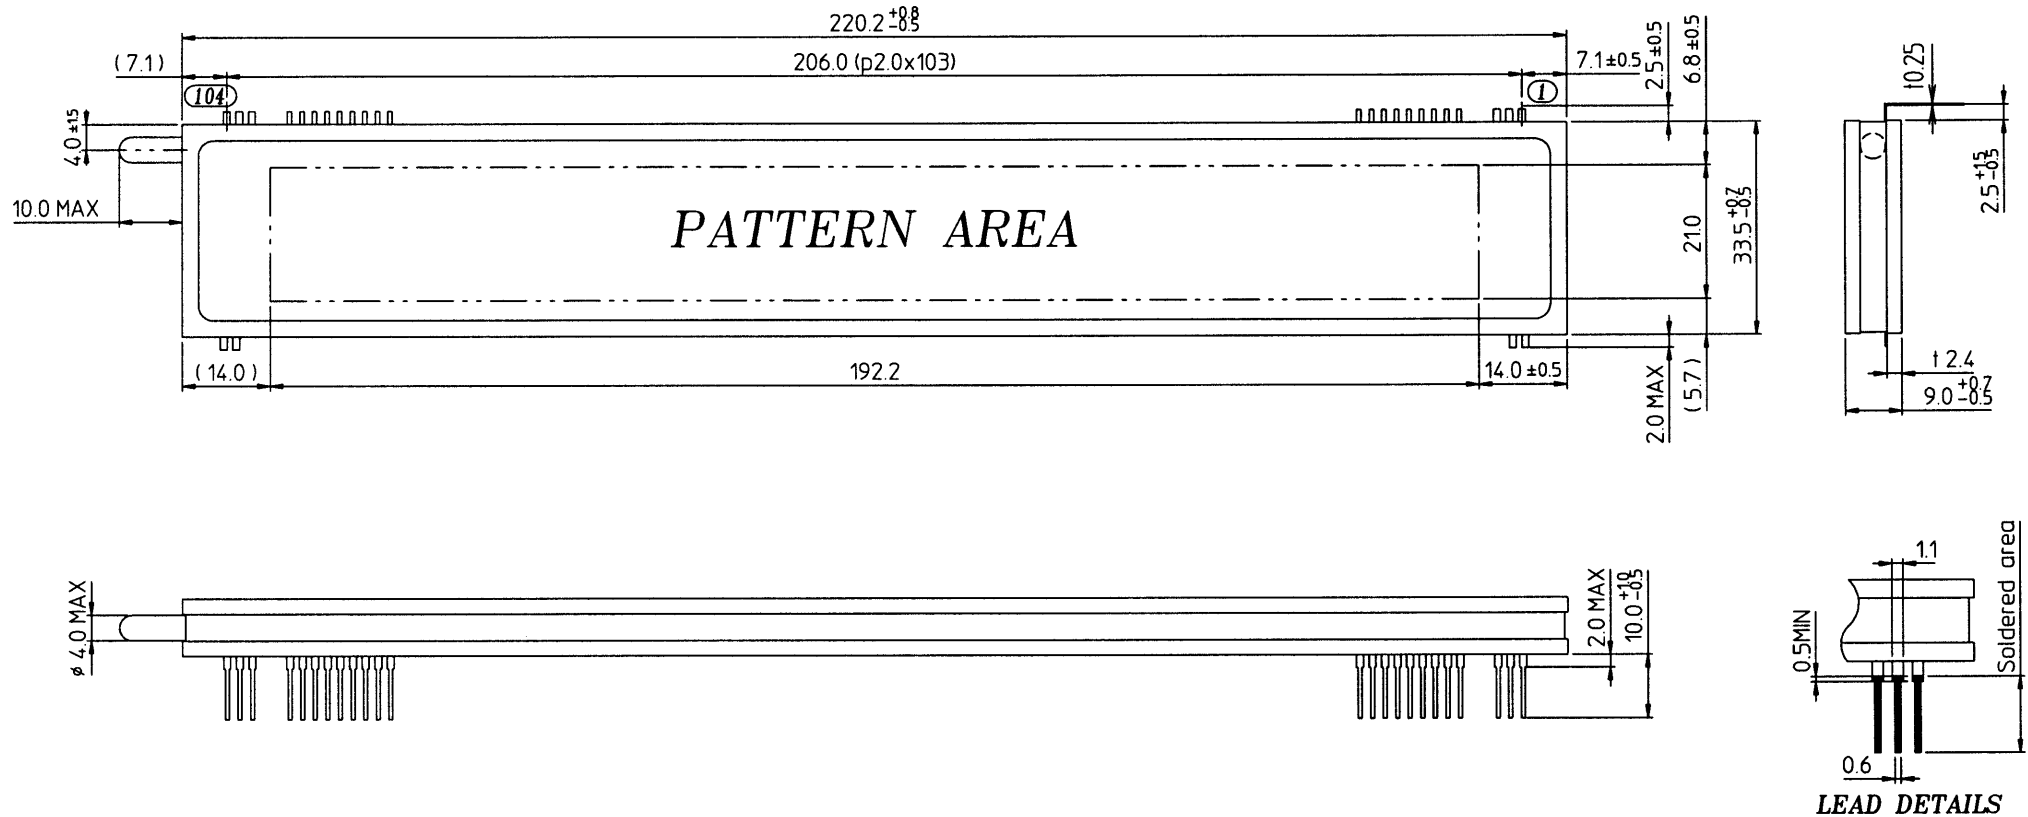 220.2 +0.8 -0.5
(7.1)
206.0 (p2.0x103)
7.1±0.5
2.5±0.5
6.8±0.5
104
1
4.0±1.5
10.0 MAX
PATTERN AREA
21.0
33.5 +0.7 -0.5
(14.0)
192.2
14.0±0.5
2.0 MAX
(5.7)
t0.25
2.5 +1.5 -0.5
t 2.4
9.0 +0.7 -0.5
ø 4.0 MAX
2.0 MAX
10.0 +1.0 -0.5
1.1
0.5MIN
Soldered area
0.6
LEAD DETAILS